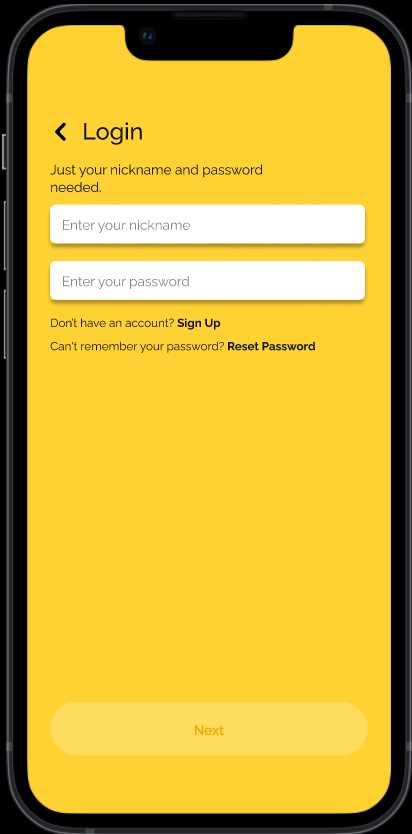 Login
Just your nickname and password
needed.
Enter your nickname
Enter your password
Don't have an account? Sign Up
Can't remember your password? Reset Password
Next